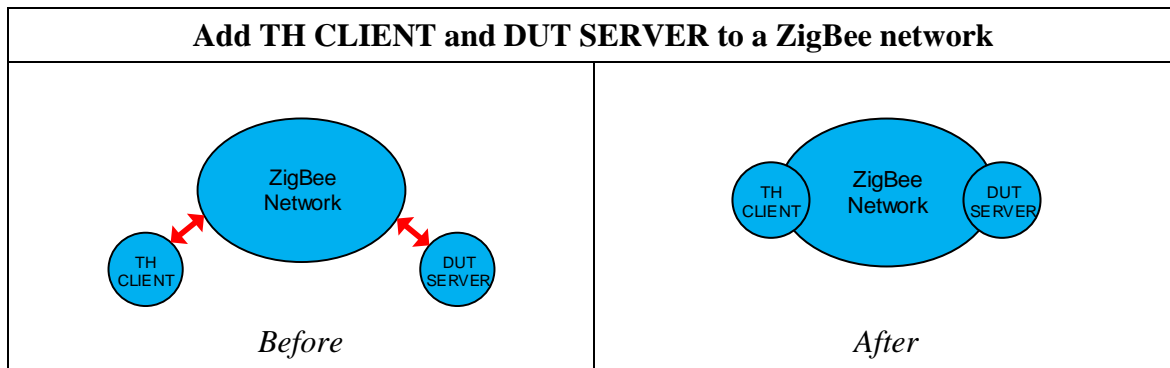 Add TH CLIENT and DUT SERVER to a ZigBee network
ZigBee
Network
TH
CLIENT
DUT
SERVER
Before
TH
CLIENT
ZigBee
Network
DUT
SERVER
After